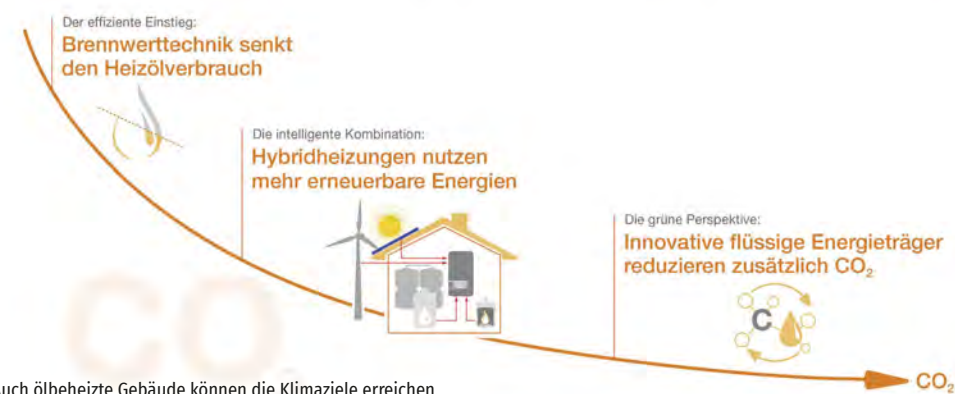 Der effiziente Einstieg:
Brennwerttechnik senkt
den Heizölverbrauch
Die intelligente Kombination:
Hybridheizungen nutzen
mehr erneuerbare Energien
Die grüne Perspektive:
Innovative flüssige Energieträger
reduzieren zusätzlich CO₂
C
CO₂
CO₂
ölbeheizte Gebäude können die Klimaziele erreichen